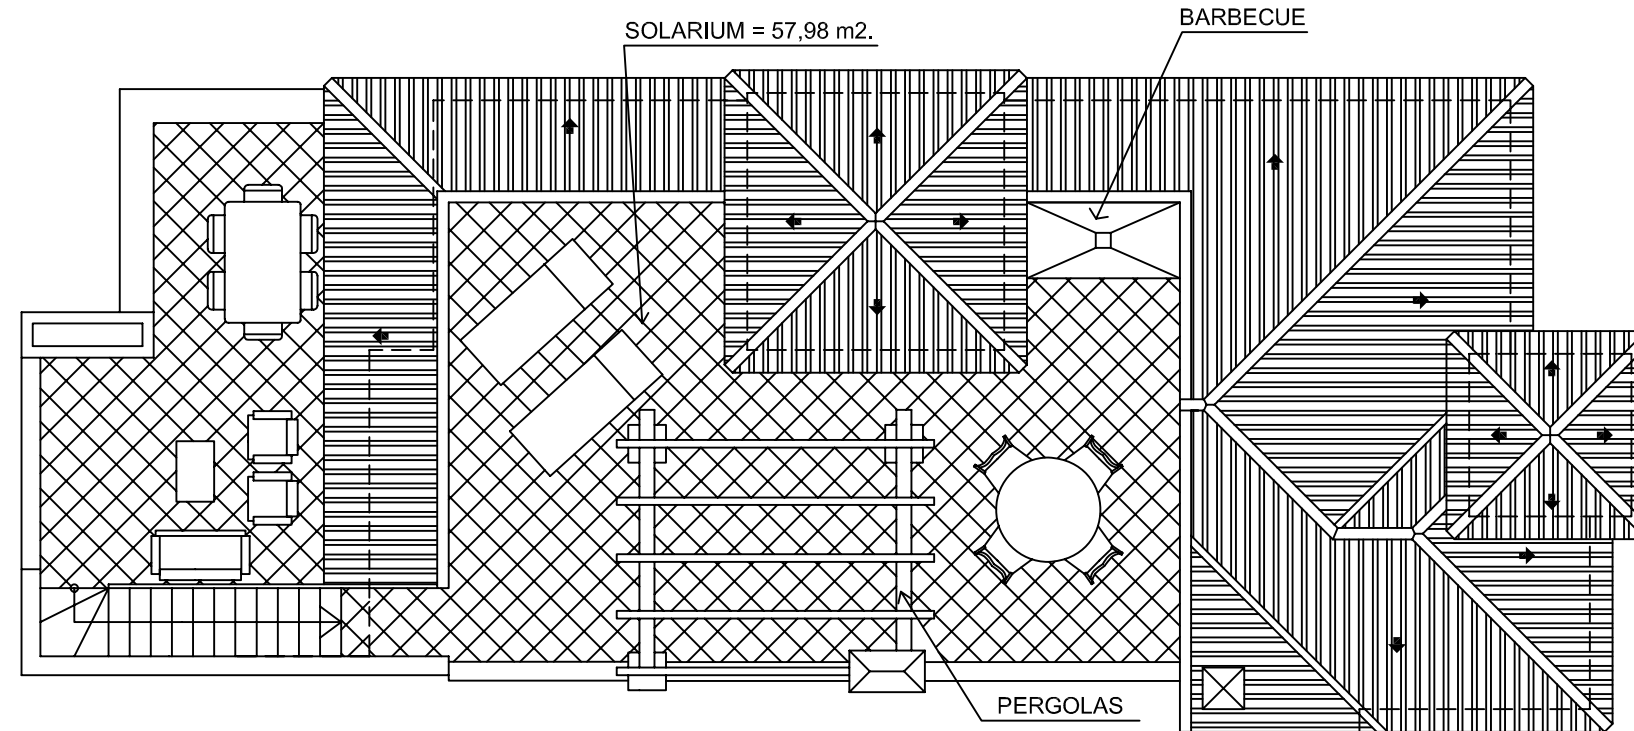 SOLARIUM = 57,98 m2.
BARBECUE
PERGOLAS